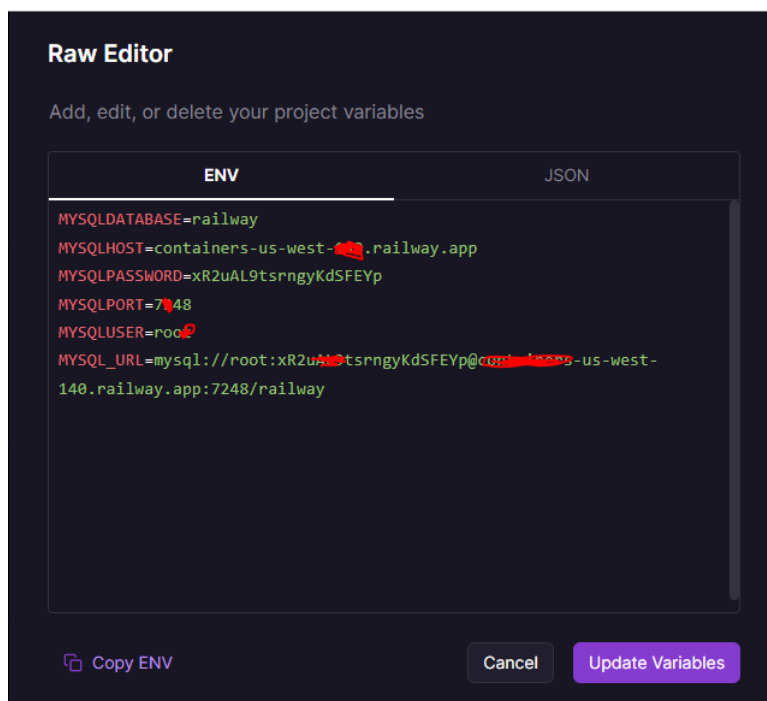 Raw Editor
Add, edit, or delete your project variables
ENV JSON
MYSQLDATABASE=railway
MYSQLHOST=containers-us-west- .railway.app
MYSQLPASSWORD=xR2uAL9tsrngyKdSFEYp
MYSQLPORT=7 48
MYSQLUSER=roo
MYSQL_URL=mysql://root:xR2u tsrngyKdSFEYp@ -us-west-
140.railway.app:7248/railway
Copy ENV Cancel Update Variables